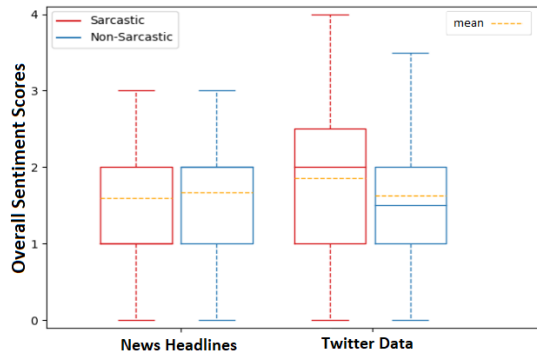 Sarcastic
Non-Sarcastic
mean
Overall Sentiment Scores
4
3
2
1
0
News Headlines
Twitter Data